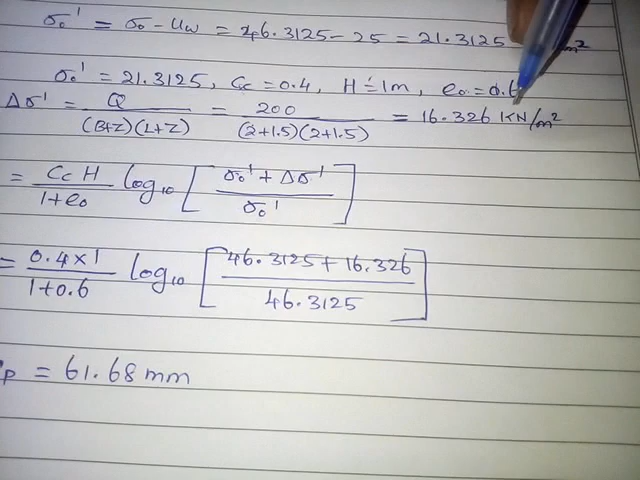 σ₀' = σ₀ - Uw = 46.3125 - 25 = 21.3125 m²
σ₀' = 21.3125, Cc = 0.4, H = 1m, e₀ = 0.6
Δσ' = Q / (B+Z)(L+Z) = 200 / (2+1.5)(2+1.5) = 16.326 KN/m²
= Cc H / 1+e₀ log₁₀ [ σ₀' + Δσ' / σ₀' ]
= 0.4×1 / 1+0.6 log₁₀ [ 46.3125 + 16.326 / 46.3125 ]
p = 61.68 mm